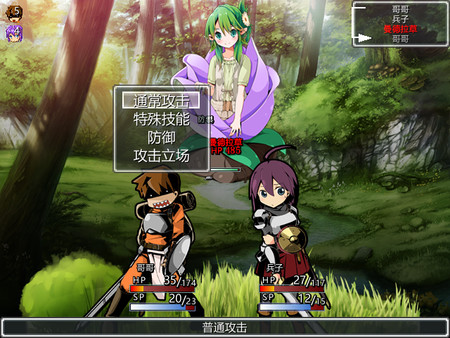 5
哥哥
兵子
曼德拉草
哥哥
通常攻击
特殊技能
防御
攻击立场
曼德拉草
哥哥
HP 35/174
SP 20/23
兵子
HP 27/117
SP 12/15
普通攻击